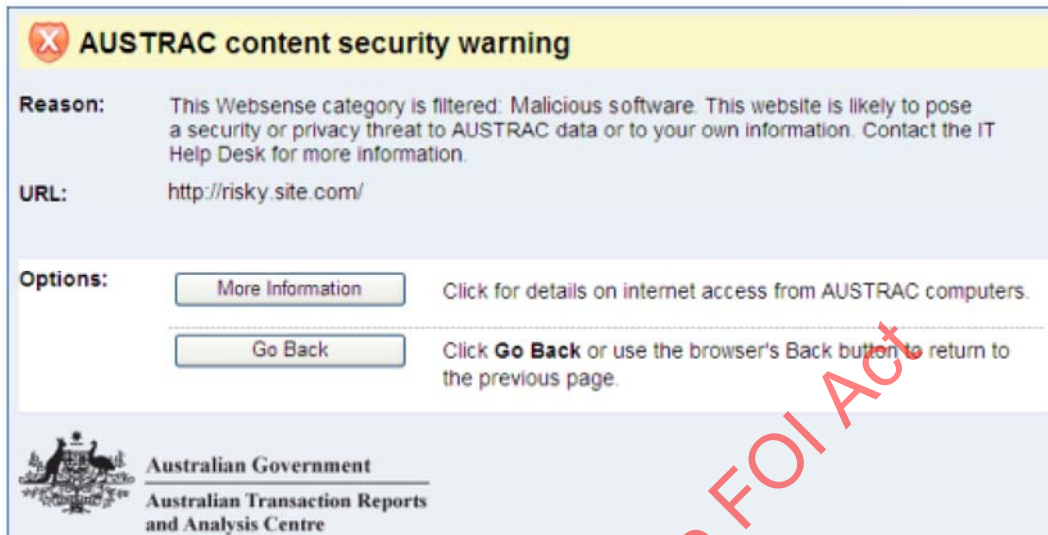 AUSTRAC content security warning
Reason: This Websense category is filtered: Malicious software. This website is likely to pose
a security or privacy threat to AUSTRAC data or to your own information. Contact the IT
Help Desk for more information.
URL: http://risky.site.com/
Options: More Information Click for details on internet access from AUSTRAC computers.
Go Back Click Go Back or use the browser's Back button to return to
the previous page.
Australian Government
Australian Transaction Reports
and Analysis Centre
FOI Act